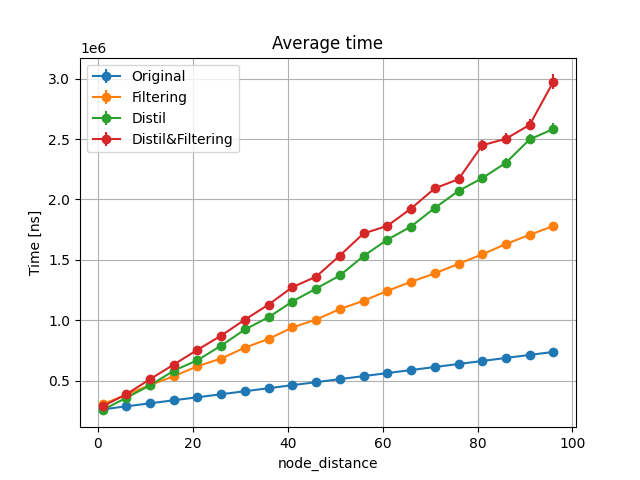 Average time
1e6
Original
Filtering
Distil
Distil&Filtering
3.0
2.5
2.0
1.5
1.0
0.5
Time [ns]
0 20 40 60 80 100
node_distance